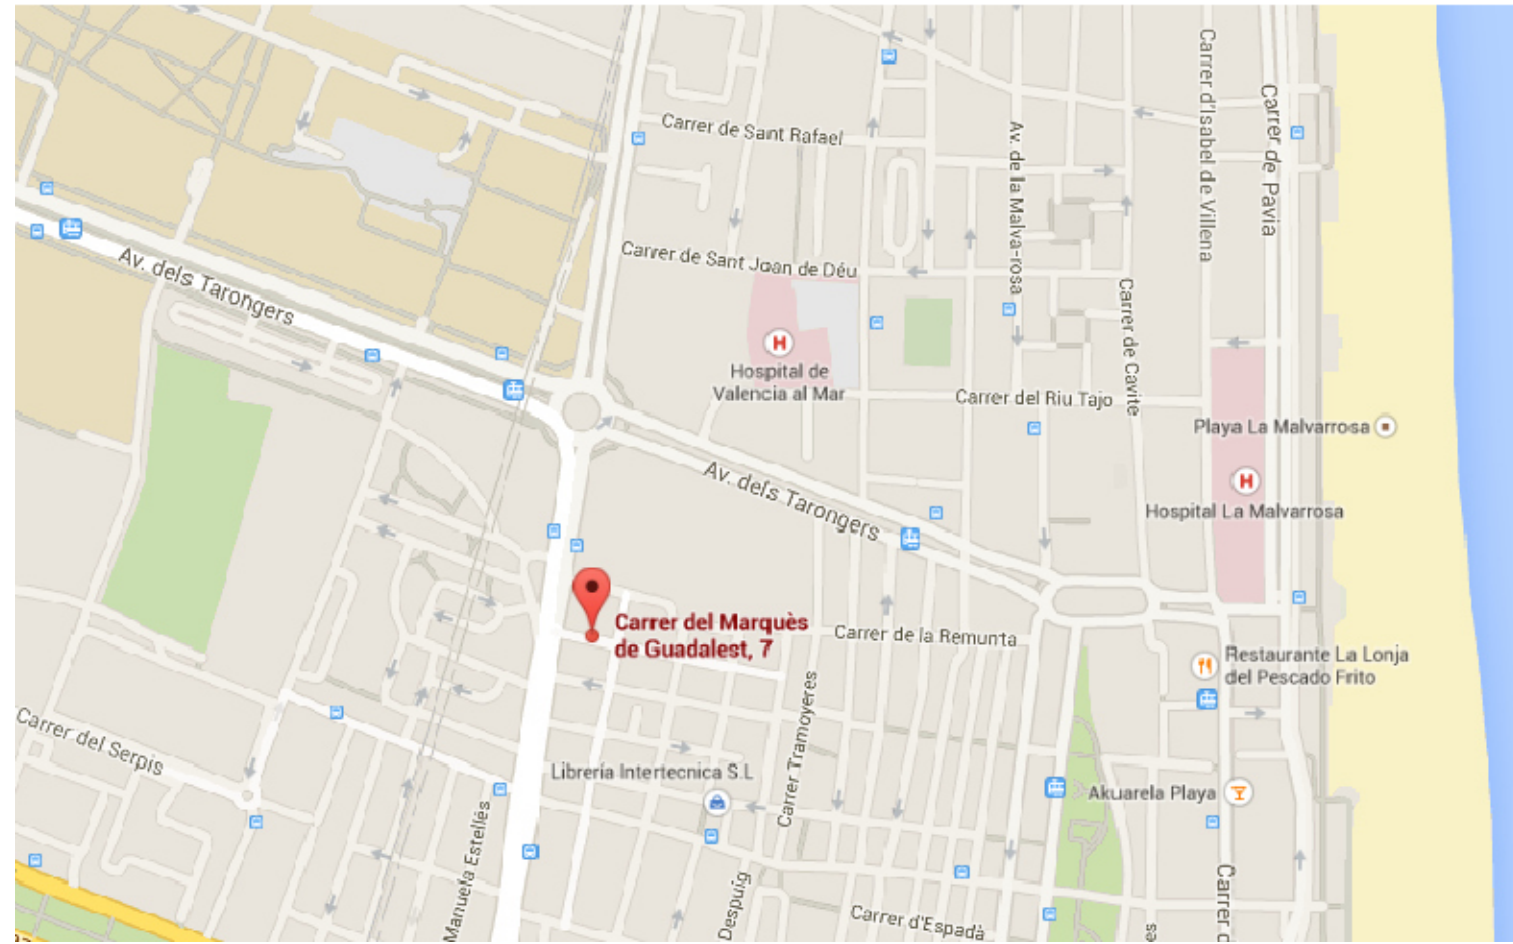 Carrer de Sant Rafael
Av. de la Malva-rosa
Carrer d'Isabel de Villena
Carrer de Pavia
Av. dels Tarongers
Carrer de Sant Joan de Déu
H
Hospital de
Valencia al Mar
Carrer de Cavite
Carrer del Riu Tajo
Playa La Malvarrosa
H
Hospital La Malvarrosa
Av. dels Tarongers
Carrer del Marquès
de Guadalest, 7
Carrer de la Remunta
Restaurante La Lonja
del Pescado Frito
Carrer del Serpis
Carrer Tramoyeres
Librería Intertecnica S.L
Akuarela Playa
Manuela Estellés
Despuig
Carrer d'Espadà
Carrer d